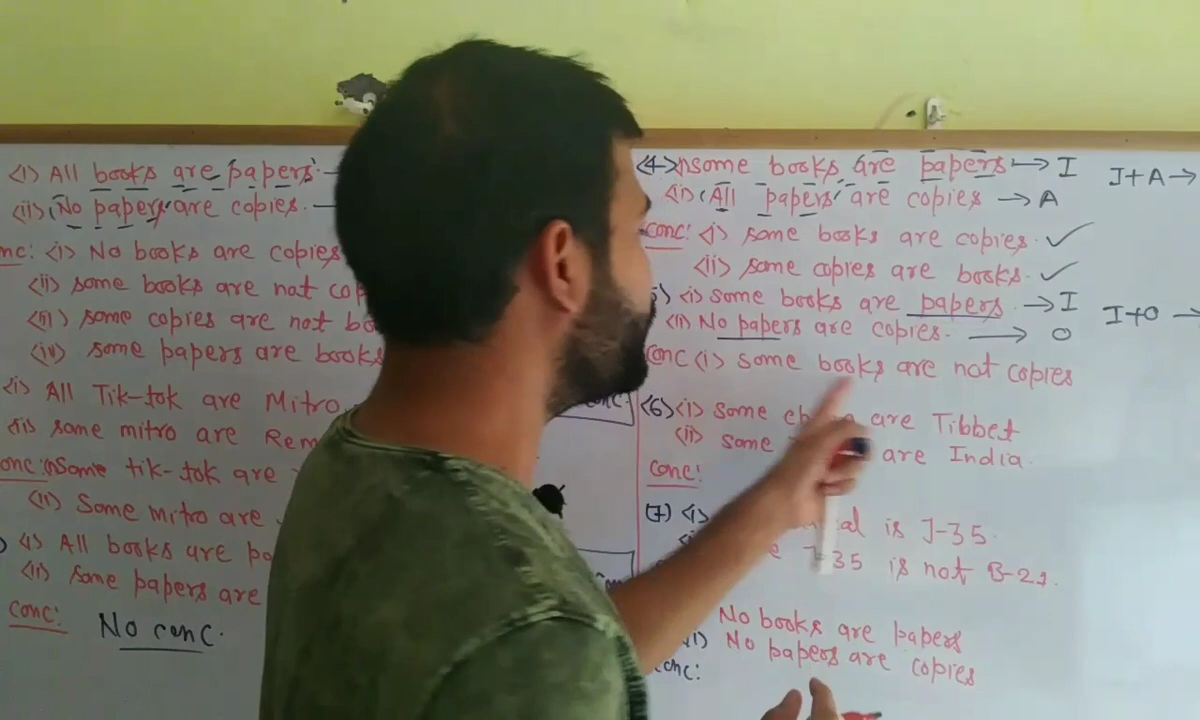 (i) All books are papers
(ii) No papers are copies.
nc: (i) No books are copies
(ii) some books are not cop
(iii) some copies are not bo
(iv) some papers are books
(i) All Tik-tok are Mitro
(ii) some mitro are Rem
onc: (i) Some tik-tok are
(ii) Some mitro are
(i) All books are pa
(ii) some papers are
conc: No conc.
conc.
(4) (i) some books are papers → I I+A →
(ii) All papers are copies → A
conc: (i) some books are copies. ✓
(ii) some copies are books. ✓
5) (i) some books are papers → I I+O →
(ii) No papers are copies. → O
conc (i) some books are not copies
(6) (i) some are Tibbet
(ii) some are India.
conc:
(7) (i) al is J-35.
J-35 is not B-21.
No books are papers
No papers are copies
conc: